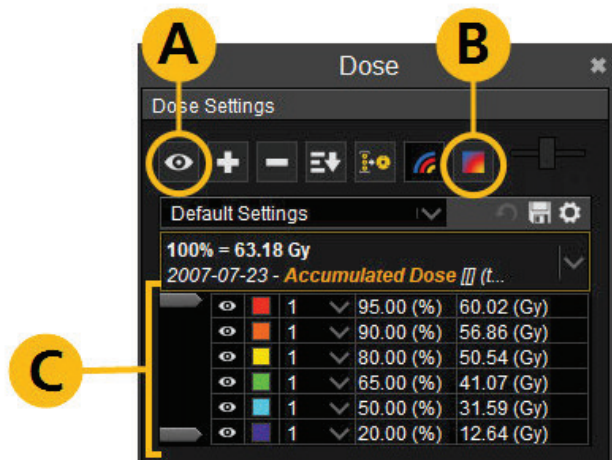 A
B
Dose
Dose Settings
Default Settings
100% = 63.18 Gy
2007-07-23 - Accumulated Dose [[] (t...
1 95.00 (%) 60.02 (Gy)
1 90.00 (%) 56.86 (Gy)
1 80.00 (%) 50.54 (Gy)
1 65.00 (%) 41.07 (Gy)
1 50.00 (%) 31.59 (Gy)
1 20.00 (%) 12.64 (Gy)
C